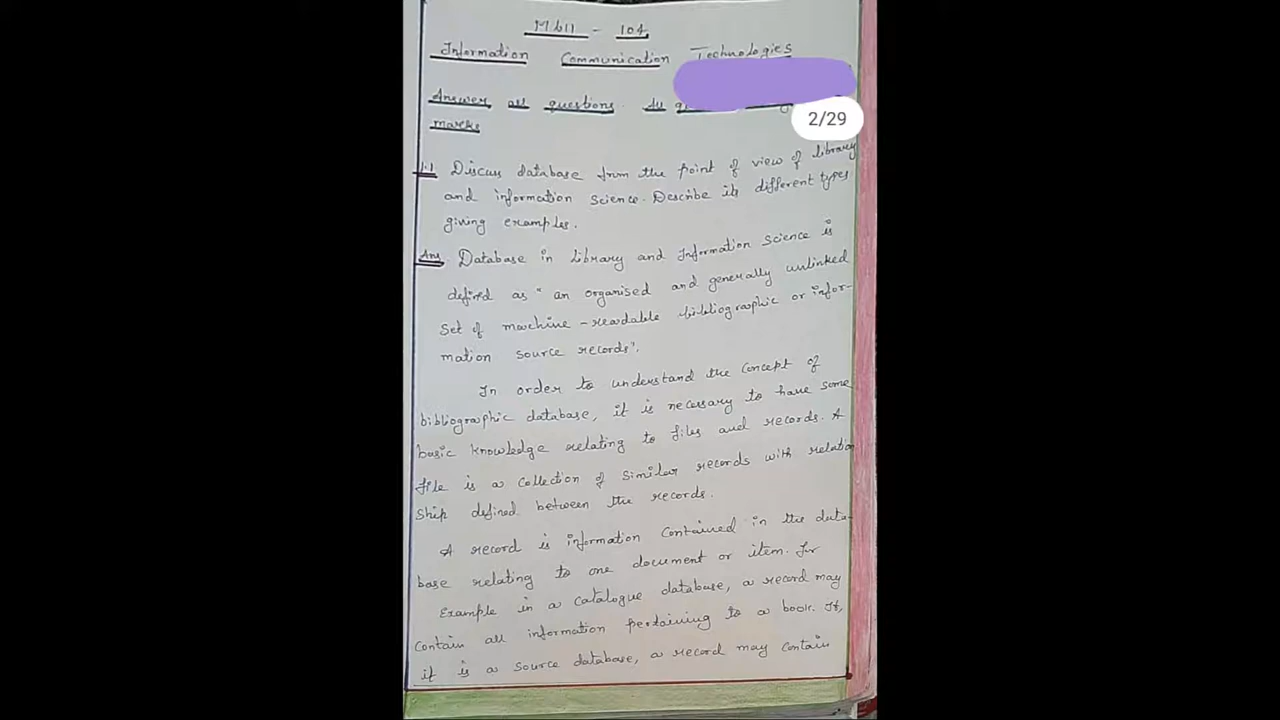 MLII - 104
Information Communication Technologies
Answer all questions. All
2/29
marks
1.1 Discuss database from the point of view of library
and information science. Describe its different types
giving examples.
Ans. Database in library and Information science is
defined as "an organised and generally unlinked
set of machine-readable bibliographic or infor-
mation source records".
In order to understand the concept of
bibliographic database, it is necessary to have some
basic knowledge relating to files and records. A
file is a collection of similar records with relation
ship defined between the records.
A record is information contained in the data-
base relating to one document or item. for
Example in a catalogue database, a record may
contain all information pertaining to a book. If,
it is a source database, a record may contain